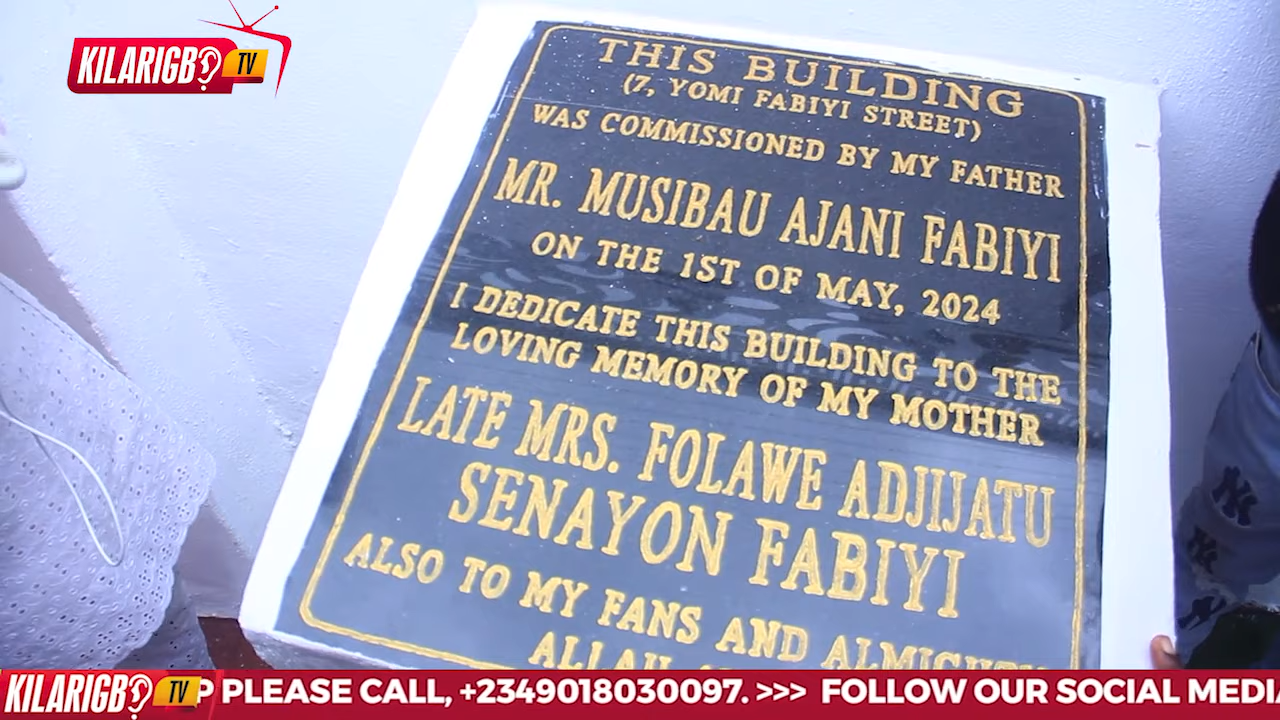 KILARIGBO TV
THIS BUILDING
(7, YOMI FABIYI STREET)
WAS COMMISSIONED BY MY FATHER
MR. MUSIBAU AJANI FABIYI
ON THE 1ST OF MAY, 2024
I DEDICATE THIS BUILDING TO THE
LOVING MEMORY OF MY MOTHER
LATE MRS. FOLAWE ADJIJATU
SENAYON FABIYI
ALSO TO MY FANS AND ALMIGHTY
ALLAH
NY
KILARIGBO TV P PLEASE CALL, +2349018030097. >>> FOLLOW OUR SOCIAL MEDIA